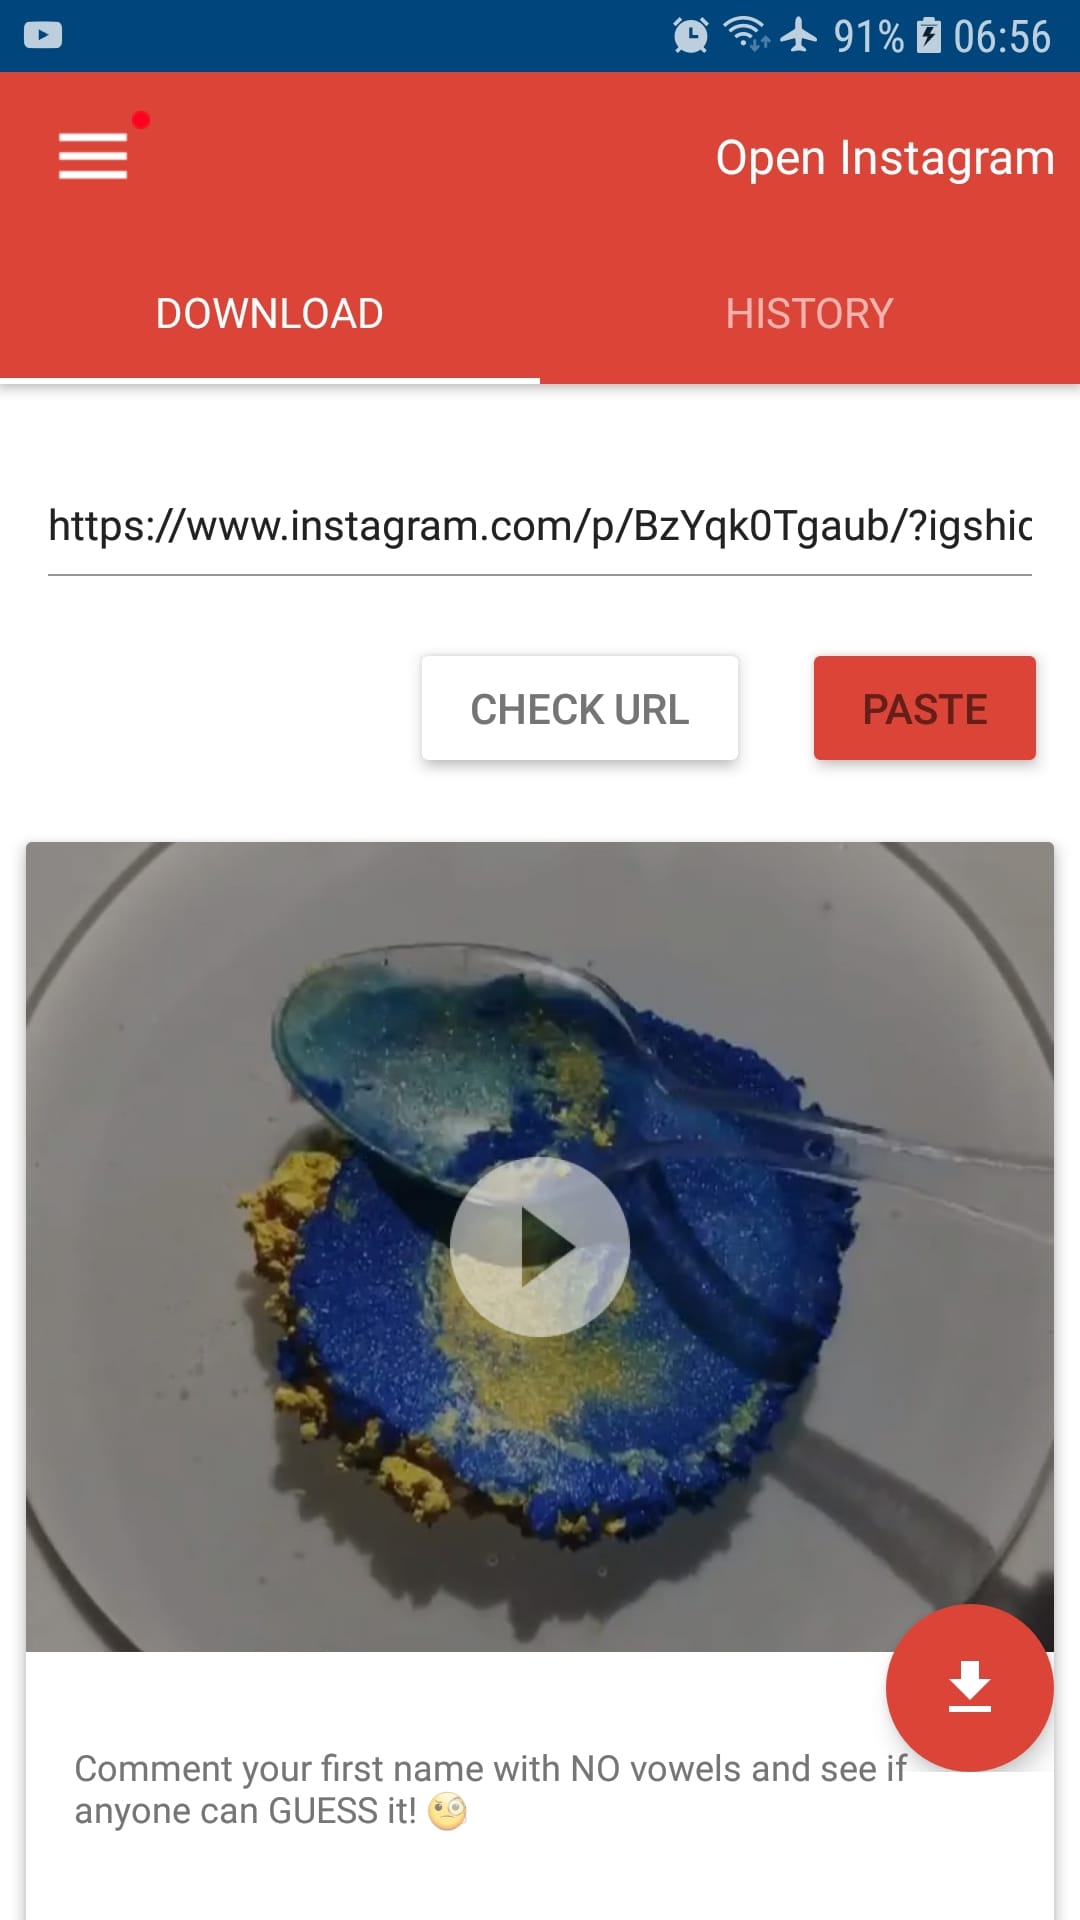 91% 06:56
Open Instagram
DOWNLOAD HISTORY
https://www.instagram.com/p/BzYqk0Tgaub/?igshic
CHECK URL PASTE
Comment your first name with NO vowels and see if
anyone can GUESS it! 🧐